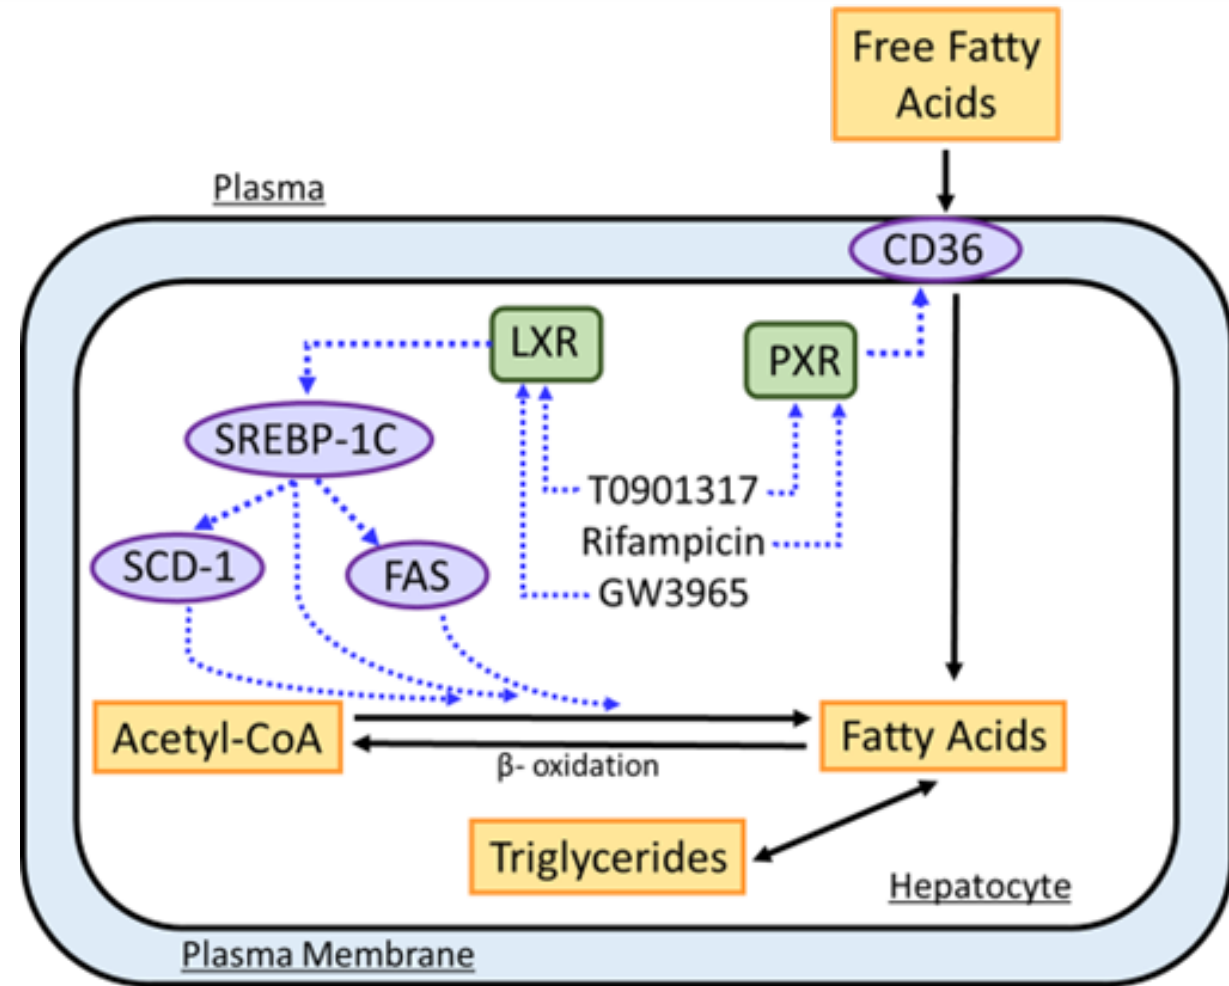 Free Fatty
Acids
Plasma
CD36
LXR
PXR
SREBP-1C
T0901317
Rifampicin
GW3965
SCD-1
FAS
Acetyl-CoA
Fatty Acids
β- oxidation
Triglycerides
Hepatocyte
Plasma Membrane